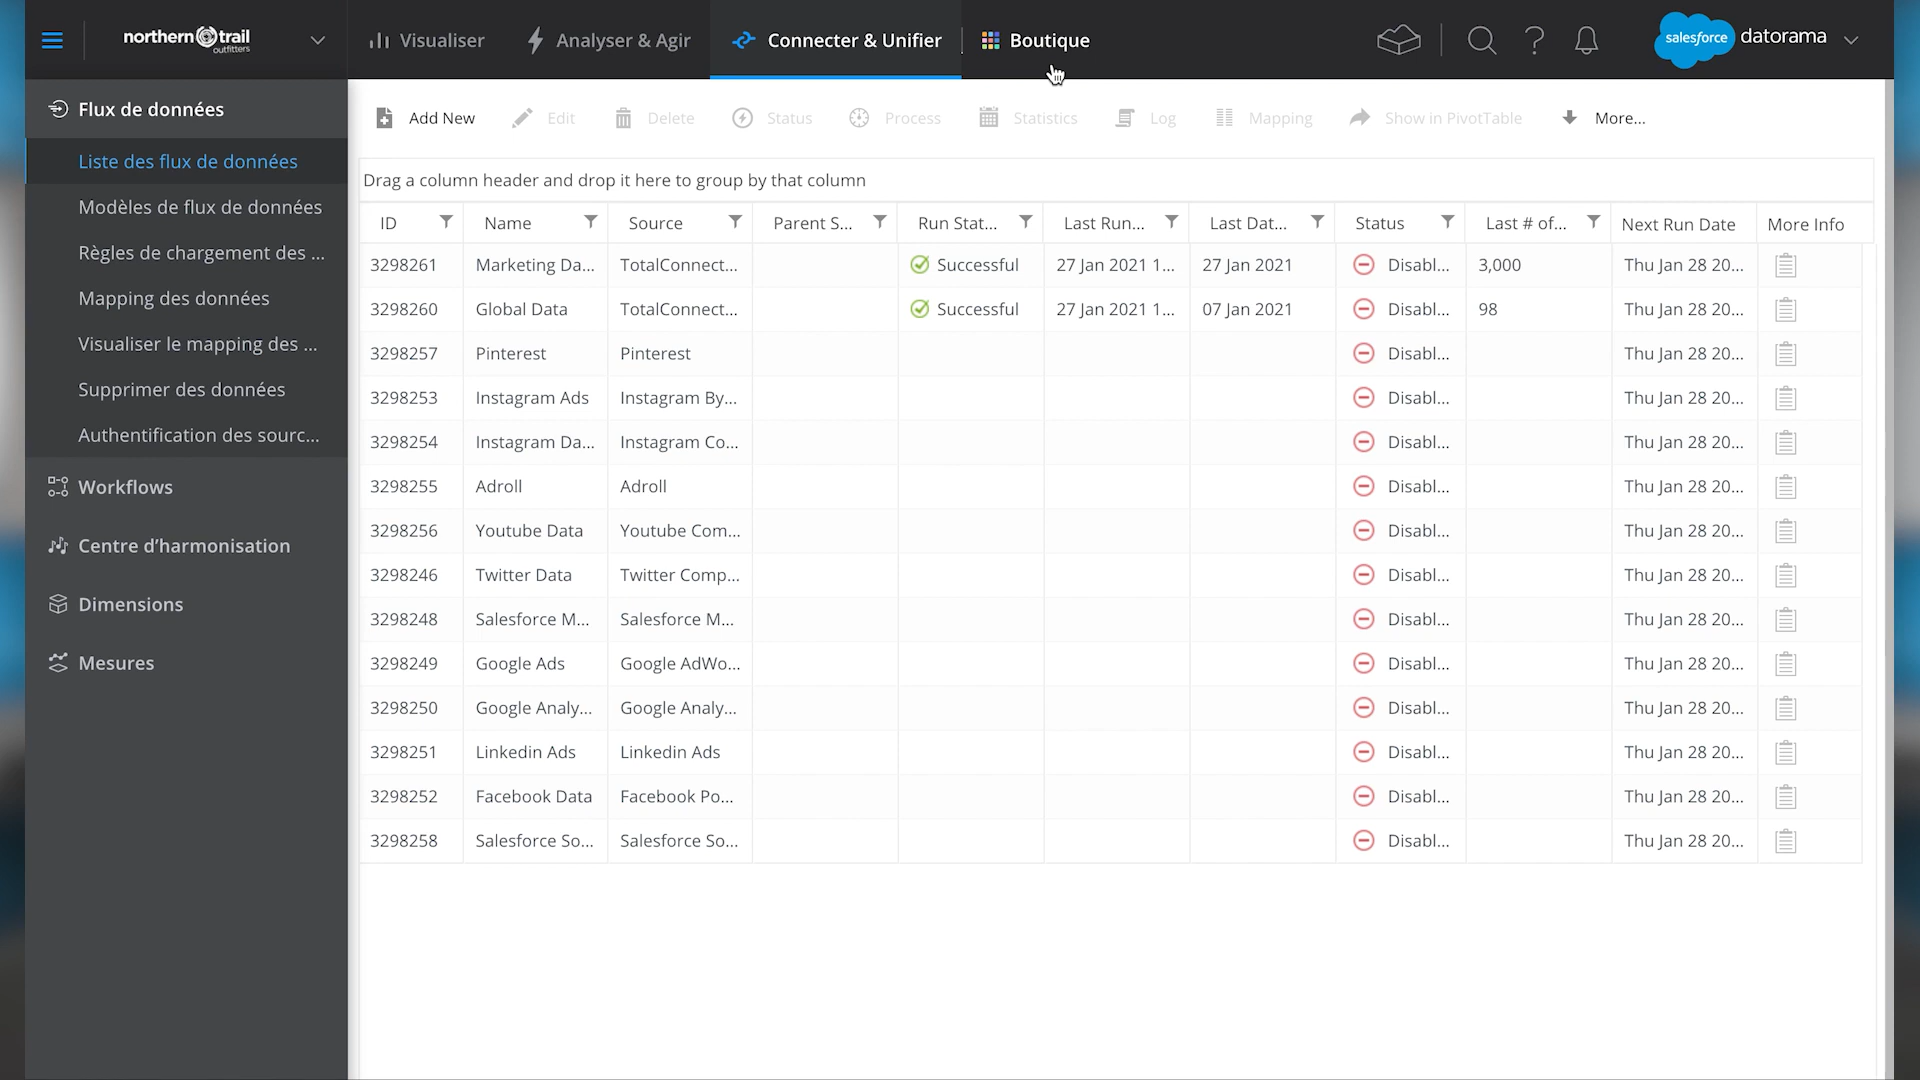 northern trail
outfitters
Visualiser
Analyser & Agir
Connecter & Unifier
Boutique
salesforce datorama
Flux de données
Liste des flux de données
Modèles de flux de données
Règles de chargement des ...
Mapping des données
Visualiser le mapping des ...
Supprimer des données
Authentification des sourc...
Workflows
Centre d’harmonisation
Dimensions
Mesures
Add New Edit Delete Status Process Statistics Log Mapping Show in PivotTable More...
Drag a column header and drop it here to group by that column
ID Name Source Parent S... Run Stat... Last Run... Last Dat... Status Last # of... Next Run Date More Info
3298261 Marketing Da... TotalConnect... Successful 27 Jan 2021 1... 27 Jan 2021 Disabl... 3,000 Thu Jan 28 20...
3298260 Global Data TotalConnect... Successful 27 Jan 2021 1... 07 Jan 2021 Disabl... 98 Thu Jan 28 20...
3298257 Pinterest Pinterest Disabl... Thu Jan 28 20...
3298253 Instagram Ads Instagram By... Disabl... Thu Jan 28 20...
3298254 Instagram Da... Instagram Co... Disabl... Thu Jan 28 20...
3298255 Adroll Adroll Disabl... Thu Jan 28 20...
3298256 Youtube Data Youtube Com... Disabl... Thu Jan 28 20...
3298246 Twitter Data Twitter Comp... Disabl... Thu Jan 28 20...
3298248 Salesforce M... Salesforce M... Disabl... Thu Jan 28 20...
3298249 Google Ads Google AdWo... Disabl... Thu Jan 28 20...
3298250 Google Analy... Google Analy... Disabl... Thu Jan 28 20...
3298251 Linkedin Ads Linkedin Ads Disabl... Thu Jan 28 20...
3298252 Facebook Data Facebook Po... Disabl... Thu Jan 28 20...
3298258 Salesforce So... Salesforce So... Disabl... Thu Jan 28 20...